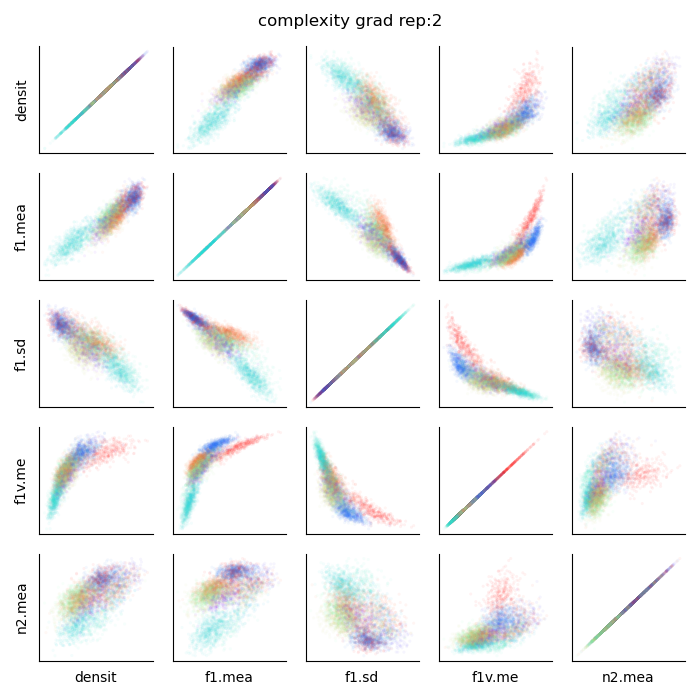 complexity grad rep:2
densit
f1.mea
f1.sd
f1v.me
n2.mea
densit
f1.mea
f1.sd
f1v.me
n2.mea